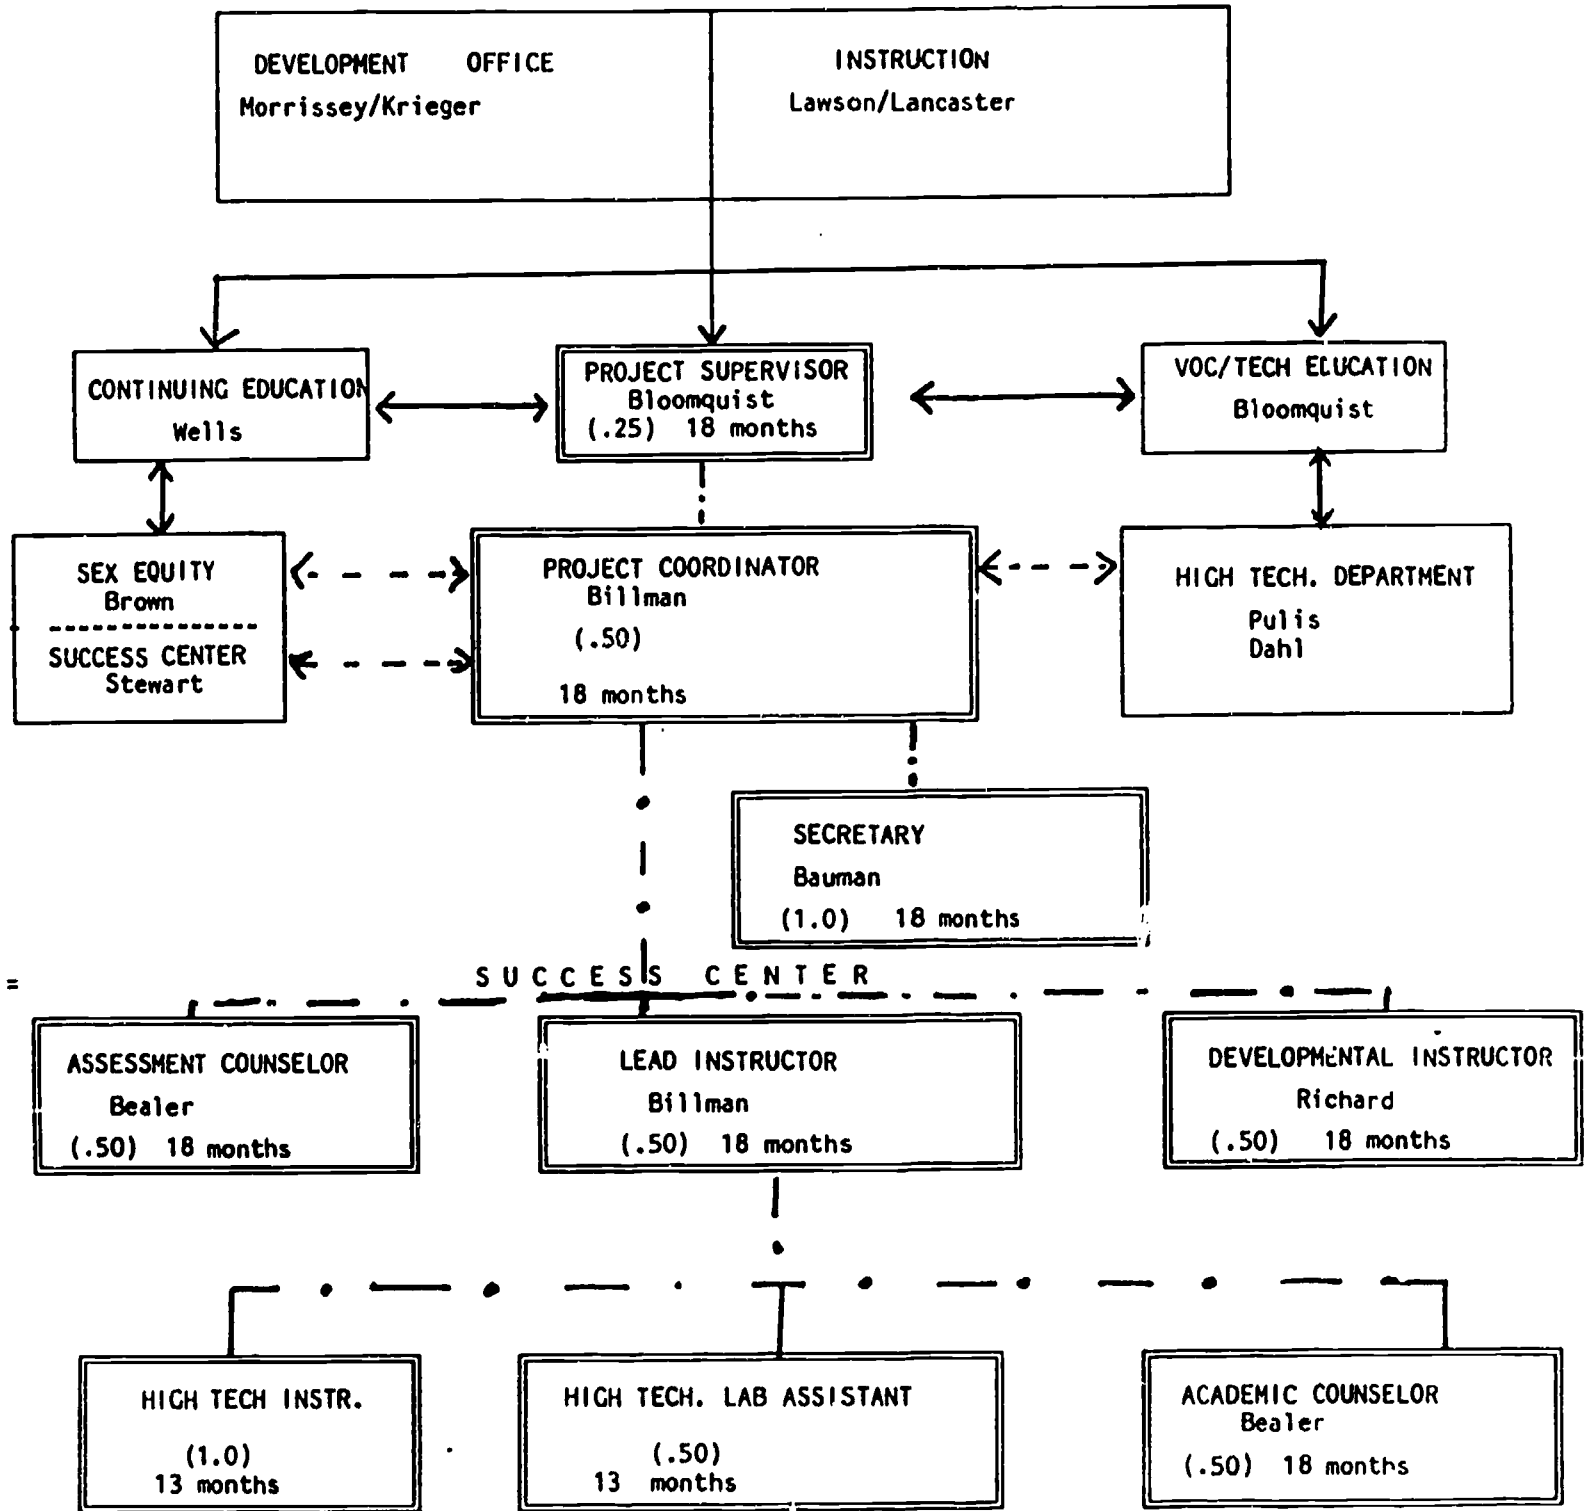 DEVELOPMENT OFFICE
Morrissey/Krieger
INSTRUCTION
Lawson/Lancaster
CONTINUING EDUCATION
Wells
PROJECT SUPERVISOR
Bloomquist
(.25) 18 months
VOC/TECH EDUCATION
Bloomquist
SEX EQUITY
Brown
SUCCESS CENTER
Stewart
PROJECT COORDINATOR
Billman
(.50)
18 months
HIGH TECH. DEPARTMENT
Pulis
Dahl
SECRETARY
Bauman
(1.0) 18 months
=
SUCCESS CENTER
ASSESSMENT COUNSELOR
Bealer
(.50) 18 months
LEAD INSTRUCTOR
Billman
(.50) 18 months
DEVELOPMENTAL INSTRUCTOR
Richard
(.50) 18 months
HIGH TECH INSTR.
(1.0)
13 months
HIGH TECH. LAB ASSISTANT
(.50)
13 months
ACADEMIC COUNSELOR
Bealer
(.50) 18 months